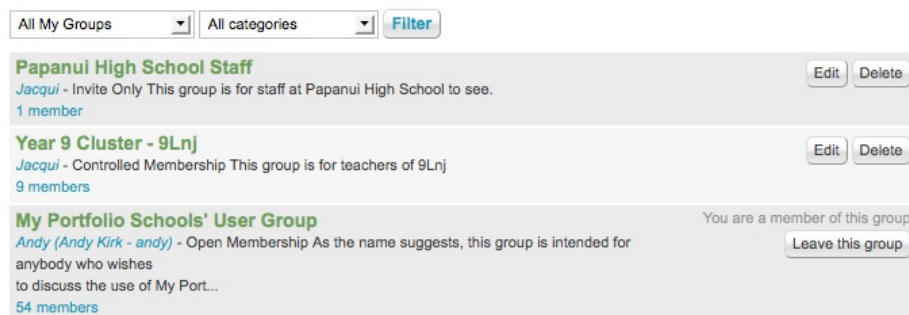 All My Groups All categories Filter
Papanui High School Staff Edit Delete
Jacqui - Invite Only This group is for staff at Papanui High School to see.
1 member
Year 9 Cluster - 9Lnj Edit Delete
Jacqui - Controlled Membership This group is for teachers of 9Lnj
9 members
My Portfolio Schools' User Group You are a member of this group
Andy (Andy Kirk - andy) - Open Membership As the name suggests, this group is intended for Leave this group
anybody who wishes
to discuss the use of My Port...
54 members